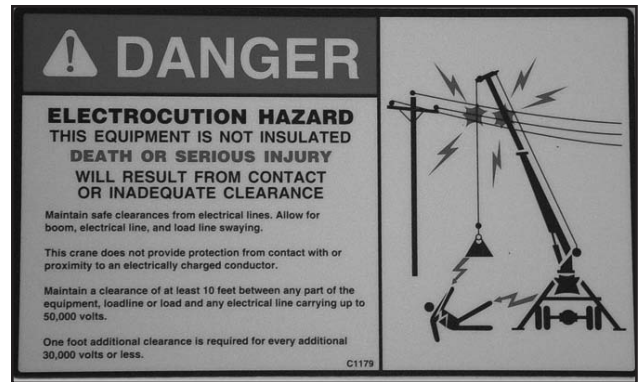 DANGER
ELECTROCUTION HAZARD
THIS EQUIPMENT IS NOT INSULATED
DEATH OR SERIOUS INJURY
WILL RESULT FROM CONTACT
OR INADEQUATE CLEARANCE
Maintain safe clearances from electrical lines. Allow for
boom, electrical line, and load line swaying.
This crane does not provide protection from contact with or
proximity to an electrically charged conductor.
Maintain a clearance of at least 10 feet between any part of the
equipment, loadline or load and any electrical line carrying up to
50,000 volts.
One foot additional clearance is required for every additional
30,000 volts or less.
C1179